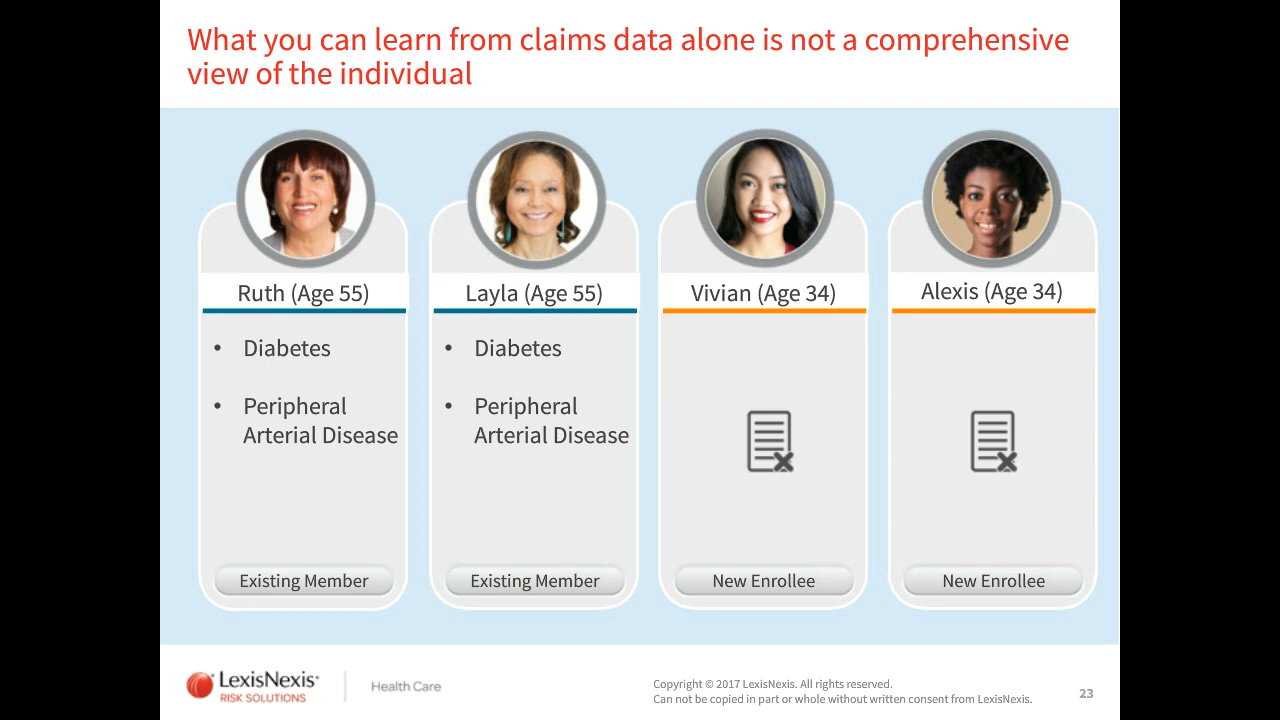 What you can learn from claims data alone is not a comprehensive
view of the individual
Ruth (Age 55)
• Diabetes
• Peripheral
Arterial Disease
Existing Member
Layla (Age 55)
• Diabetes
• Peripheral
Arterial Disease
Existing Member
Vivian (Age 34)
New Enrollee
Alexis (Age 34)
New Enrollee
LexisNexis®
RISK SOLUTIONS
Health Care
Copyright © 2017 LexisNexis. All rights reserved.
Can not be copied in part or whole without written consent from LexisNexis.
23